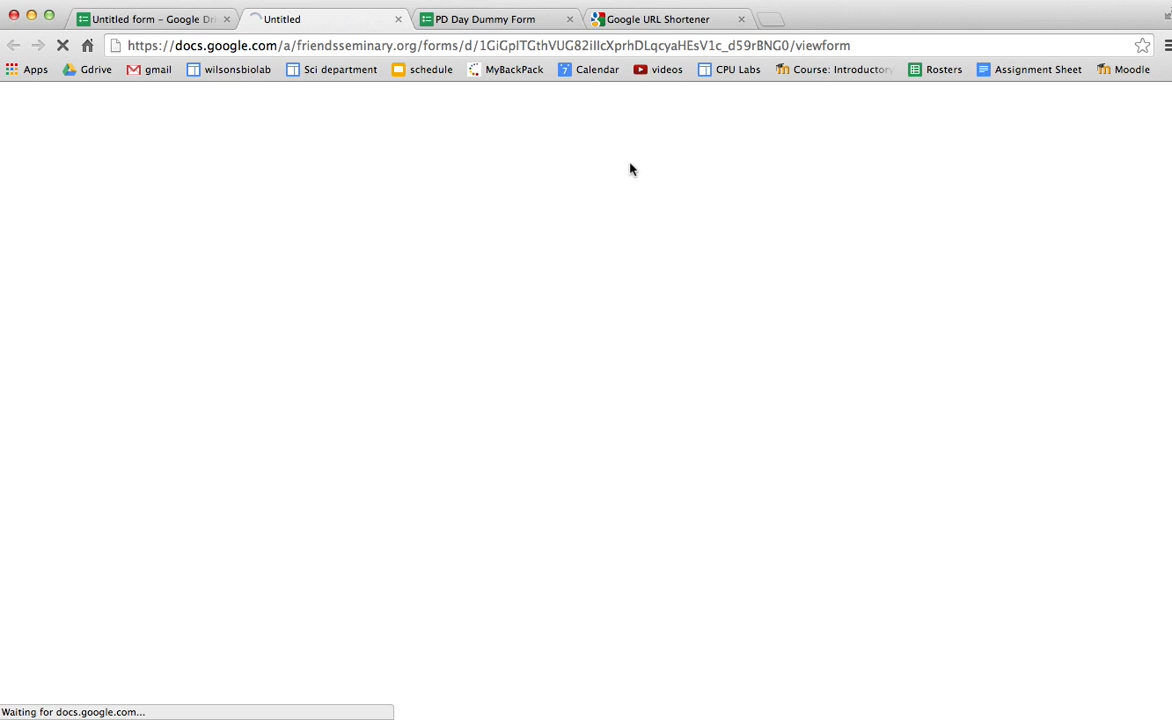 Untitled form – Google Dri
Untitled
PD Day Dummy Form
Google URL Shortener
https://docs.google.com/a/friendsseminary.org/forms/d/1GiGpITGthVUG82iIlcXprhDLqcyaHEsV1c_d59rBNG0/viewform
Apps Gdrive gmail wilsonsbiolab Sci department schedule MyBackPack Calendar videos CPU Labs Course: Introductory Rosters Assignment Sheet Moodle
Waiting for docs.google.com...